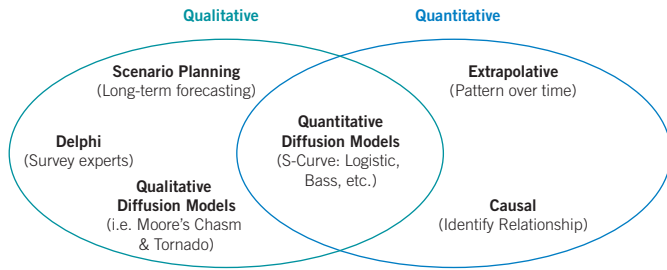 Qualitative
Quantitative
Scenario Planning
(Long-term forecasting)
Extrapolative
(Pattern over time)
Quantitative
Diffusion Models
(S-Curve: Logistic,
Bass, etc.)
Delphi
(Survey experts)
Qualitative
Diffusion Models
(i.e. Moore's Chasm
& Tornado)
Causal
(Identify Relationship)